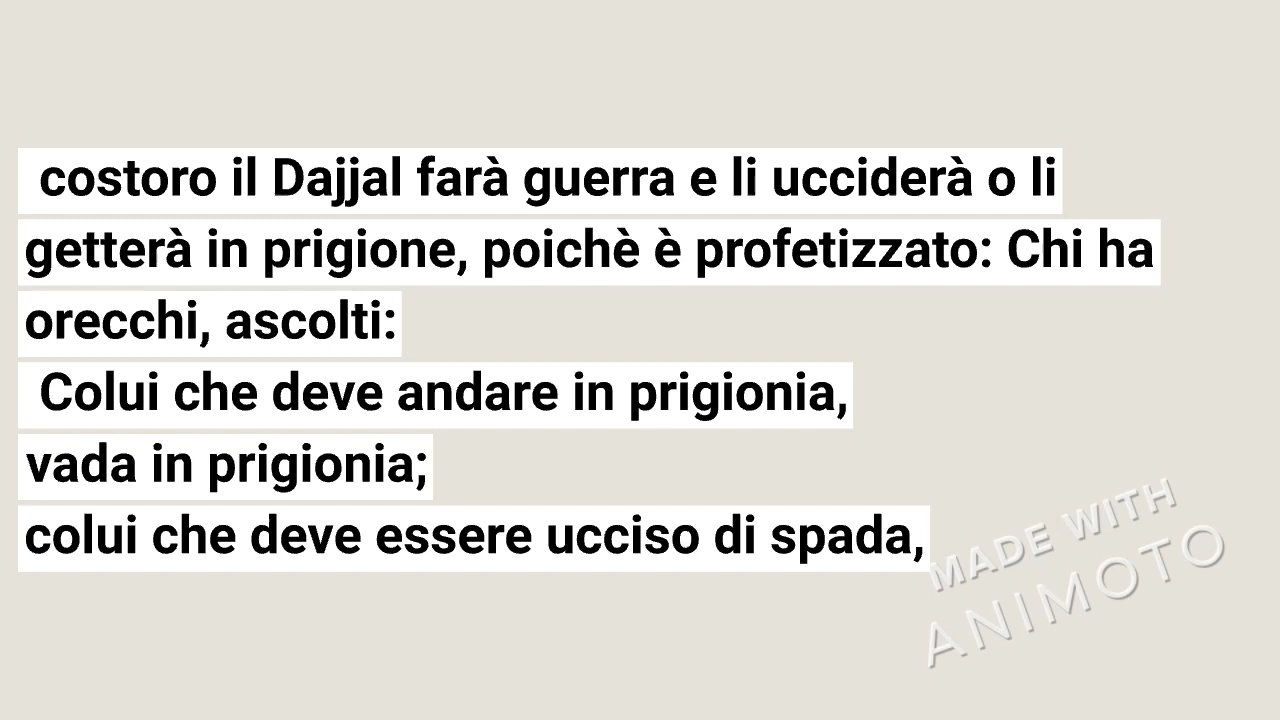 costoro il Dajjal farà guerra e li ucciderà o li
getterà in prigione, poichè è profetizzato: Chi ha
orecchi, ascolti:
Colui che deve andare in prigionia,
vada in prigionia;
colui che deve essere ucciso di spada,
MADE WITH
ANIMOTO